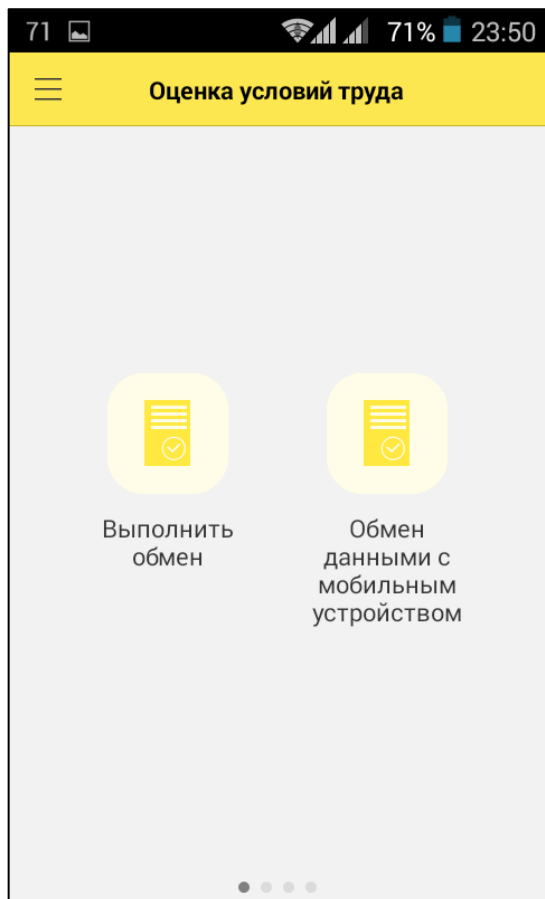 71 71% 23:50
Оценка условий труда
Выполнить
обмен
Обмен
данными с
мобильным
устройством